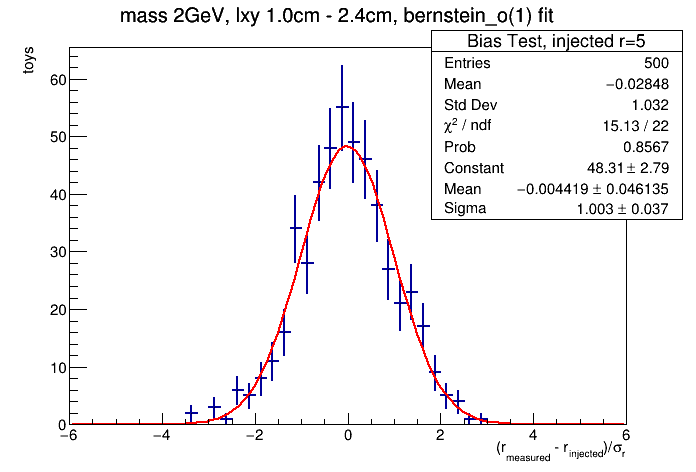 mass 2GeV, lxy 1.0cm - 2.4cm, bernstein_o(1) fit
Bias Test, injected r=5
Entries 500
Mean −0.02848
Std Dev 1.032
χ² / ndf 15.13 / 22
Prob 0.8567
Constant 48.31 ± 2.79
Mean −0.004419 ± 0.046135
Sigma 1.003 ± 0.037
toys
60
50
40
30
20
10
0
−6 −4 −2 0 2 4 6
(r_measured - r_injected)/σ_r